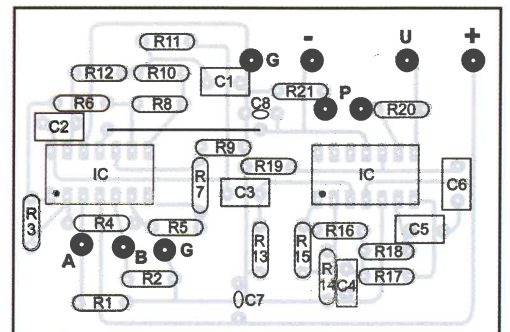 R11
G
-
U
+
R12
R10
C1
R21
P
R6
R8
C8
R20
C2
R9
IC
R7
R19
IC
C3
C6
R3
R4
R5
R16
C5
A
B
G
R13
R15
R18
R2
R14
C4
R17
R1
C7